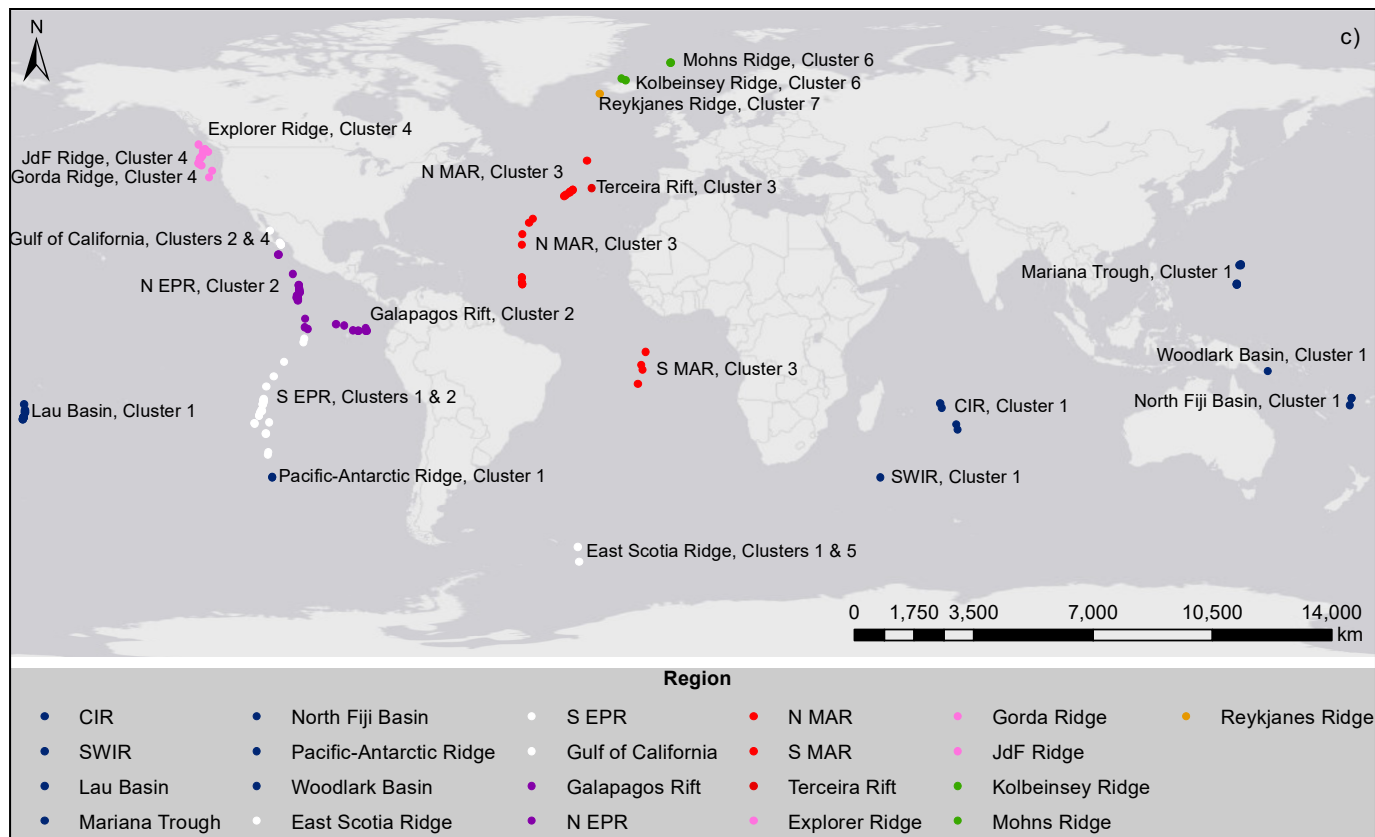 N
c)
Mohns Ridge, Cluster 6
Kolbeinsey Ridge, Cluster 6
Reykjanes Ridge, Cluster 7
Explorer Ridge, Cluster 4
JdF Ridge, Cluster 4
Gorda Ridge, Cluster 4
N MAR, Cluster 3
Terceira Rift, Cluster 3
Gulf of California, Clusters 2 & 4
N MAR, Cluster 3
Mariana Trough, Cluster 1
N EPR, Cluster 2
Galapagos Rift, Cluster 2
Woodlark Basin, Cluster 1
S MAR, Cluster 3
S EPR, Clusters 1 & 2
Lau Basin, Cluster 1
CIR, Cluster 1
North Fiji Basin, Cluster 1
Pacific-Antarctic Ridge, Cluster 1
SWIR, Cluster 1
East Scotia Ridge, Clusters 1 & 5
0 1,750 3,500 7,000 10,500 14,000
km
Region
CIR North Fiji Basin S EPR N MAR Gorda Ridge Reykjanes Ridge
SWIR Pacific-Antarctic Ridge Gulf of California S MAR JdF Ridge
Lau Basin Woodlark Basin Galapagos Rift Terceira Rift Kolbeinsey Ridge
Mariana Trough East Scotia Ridge N EPR Explorer Ridge Mohns Ridge